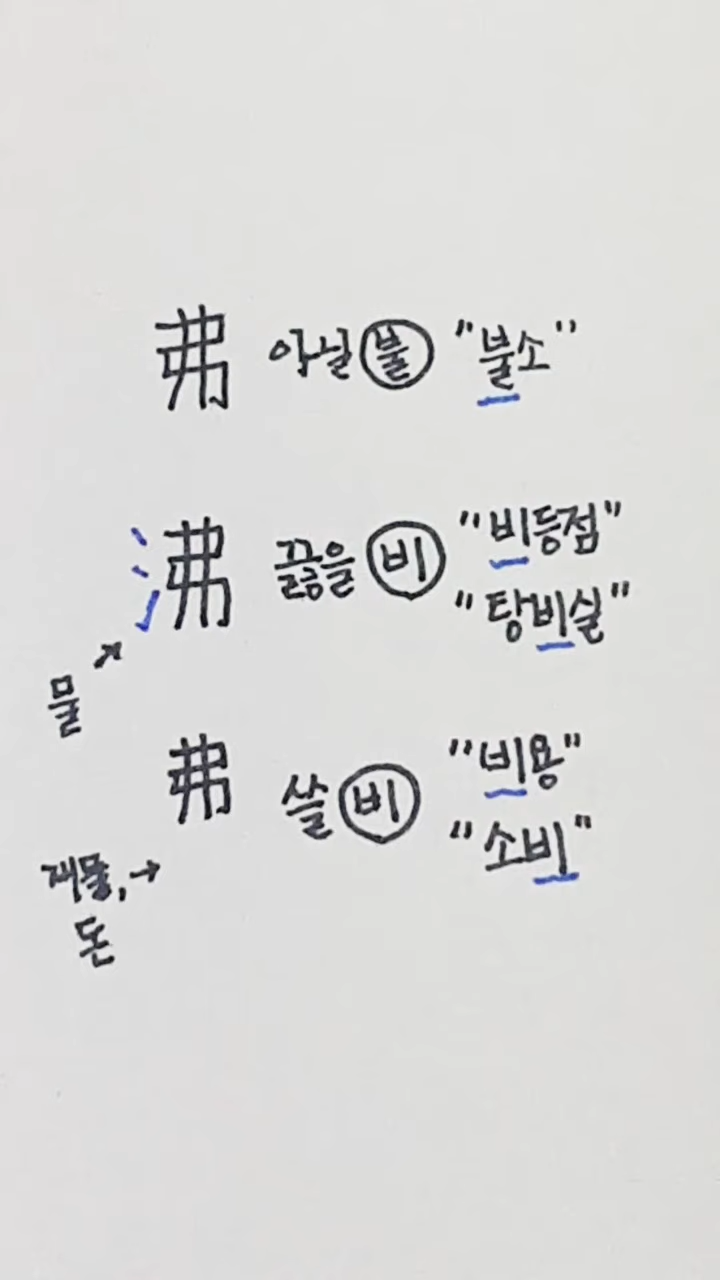 弗 아닐 불 "불소"
沸 끓을 비 "비등점"
"탕비실"
물 ↗
弗 쓸 비 "비용"
"소비"
재물, →
돈